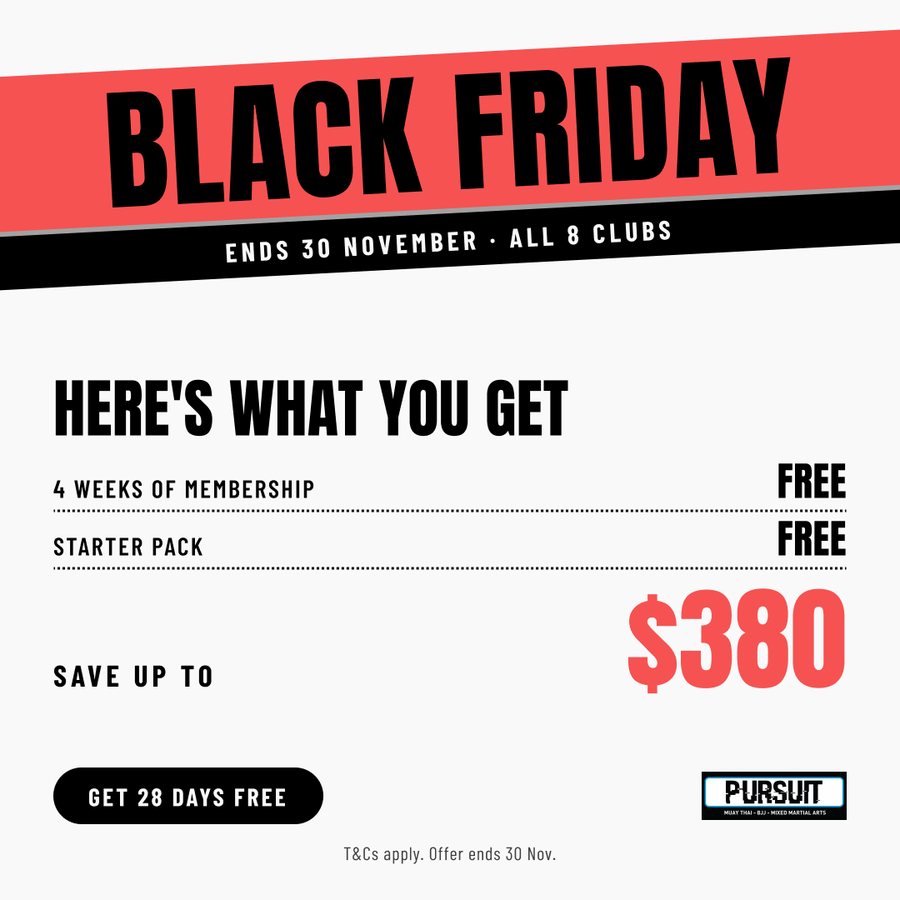 BLACK FRIDAY
ENDS 30 NOVEMBER · ALL 8 CLUBS
HERE'S WHAT YOU GET
4 WEEKS OF MEMBERSHIP FREE
STARTER PACK FREE
SAVE UP TO $380
GET 28 DAYS FREE
PURSUIT
MUAY THAI • BJJ • MIXED MARTIAL ARTS
T&Cs apply. Offer ends 30 Nov.